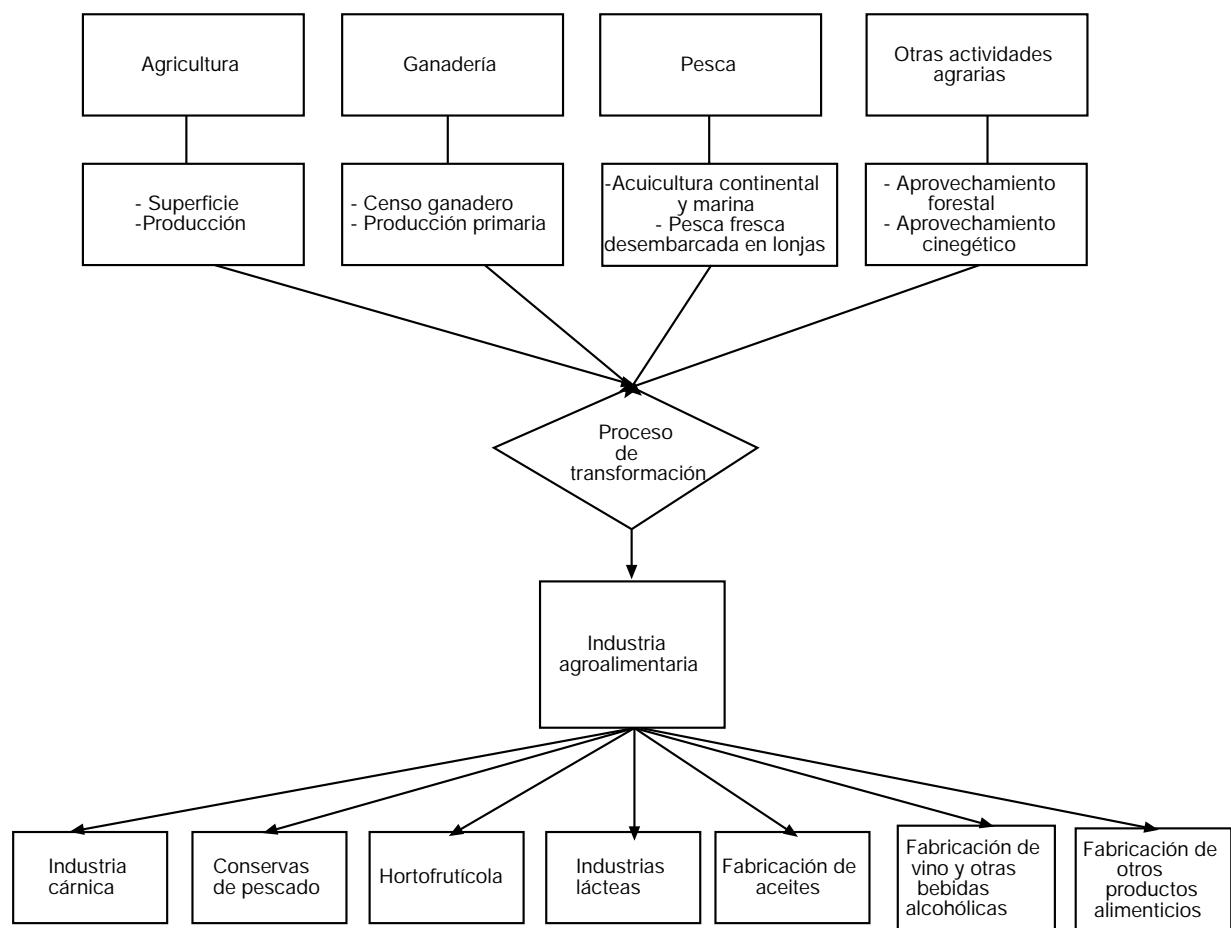 Agricultura
Ganadería
Pesca
Otras actividades
agrarias
- Superficie
-Producción
- Censo ganadero
- Producción primaria
-Acuicultura continental
y marina
- Pesca fresca
desembarcada en lonjas
- Aprovechamiento
forestal
- Aprovechamiento
cinegético
Proceso
de
transformación
Industria
agroalimentaria
Industria
cárnica
Conservas
de pescado
Hortofrutícola
Industrias
lácteas
Fabricación de
aceites
Fabricación de
vino y otras
bebidas
alcohólicas
Fabricación de
otros
productos
alimenticios